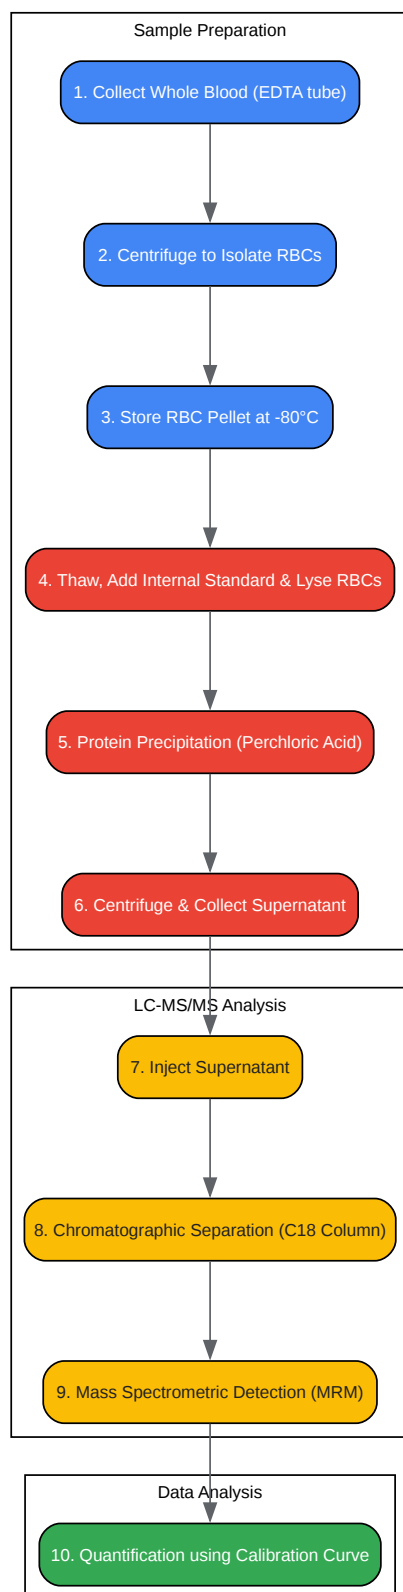 Sample Preparation
1. Collect Whole Blood (EDTA tube)
2. Centrifuge to Isolate RBCs
3. Store RBC Pellet at -80°C
4. Thaw, Add Internal Standard & Lyse RBCs
5. Protein Precipitation (Perchloric Acid)
6. Centrifuge & Collect Supernatant
LC-MS/MS Analysis
7. Inject Supernatant
8. Chromatographic Separation (C18 Column)
9. Mass Spectrometric Detection (MRM)
Data Analysis
10. Quantification using Calibration Curve